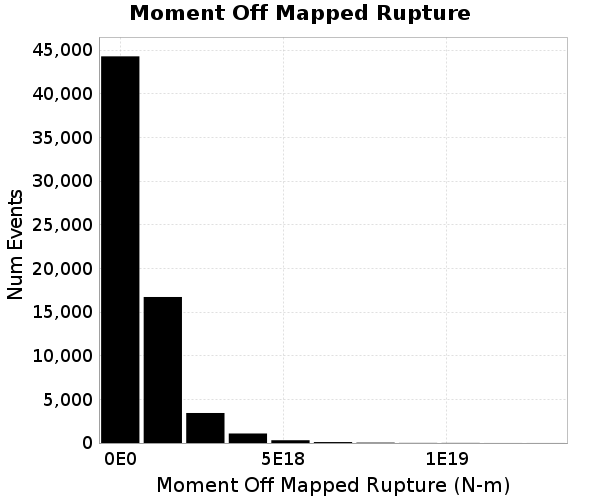 Moment Off Mapped Rupture
45,000
40,000
35,000
30,000
25,000
20,000
15,000
10,000
5,000
0
Num Events
0E0 5E18 1E19
Moment Off Mapped Rupture (N-m)